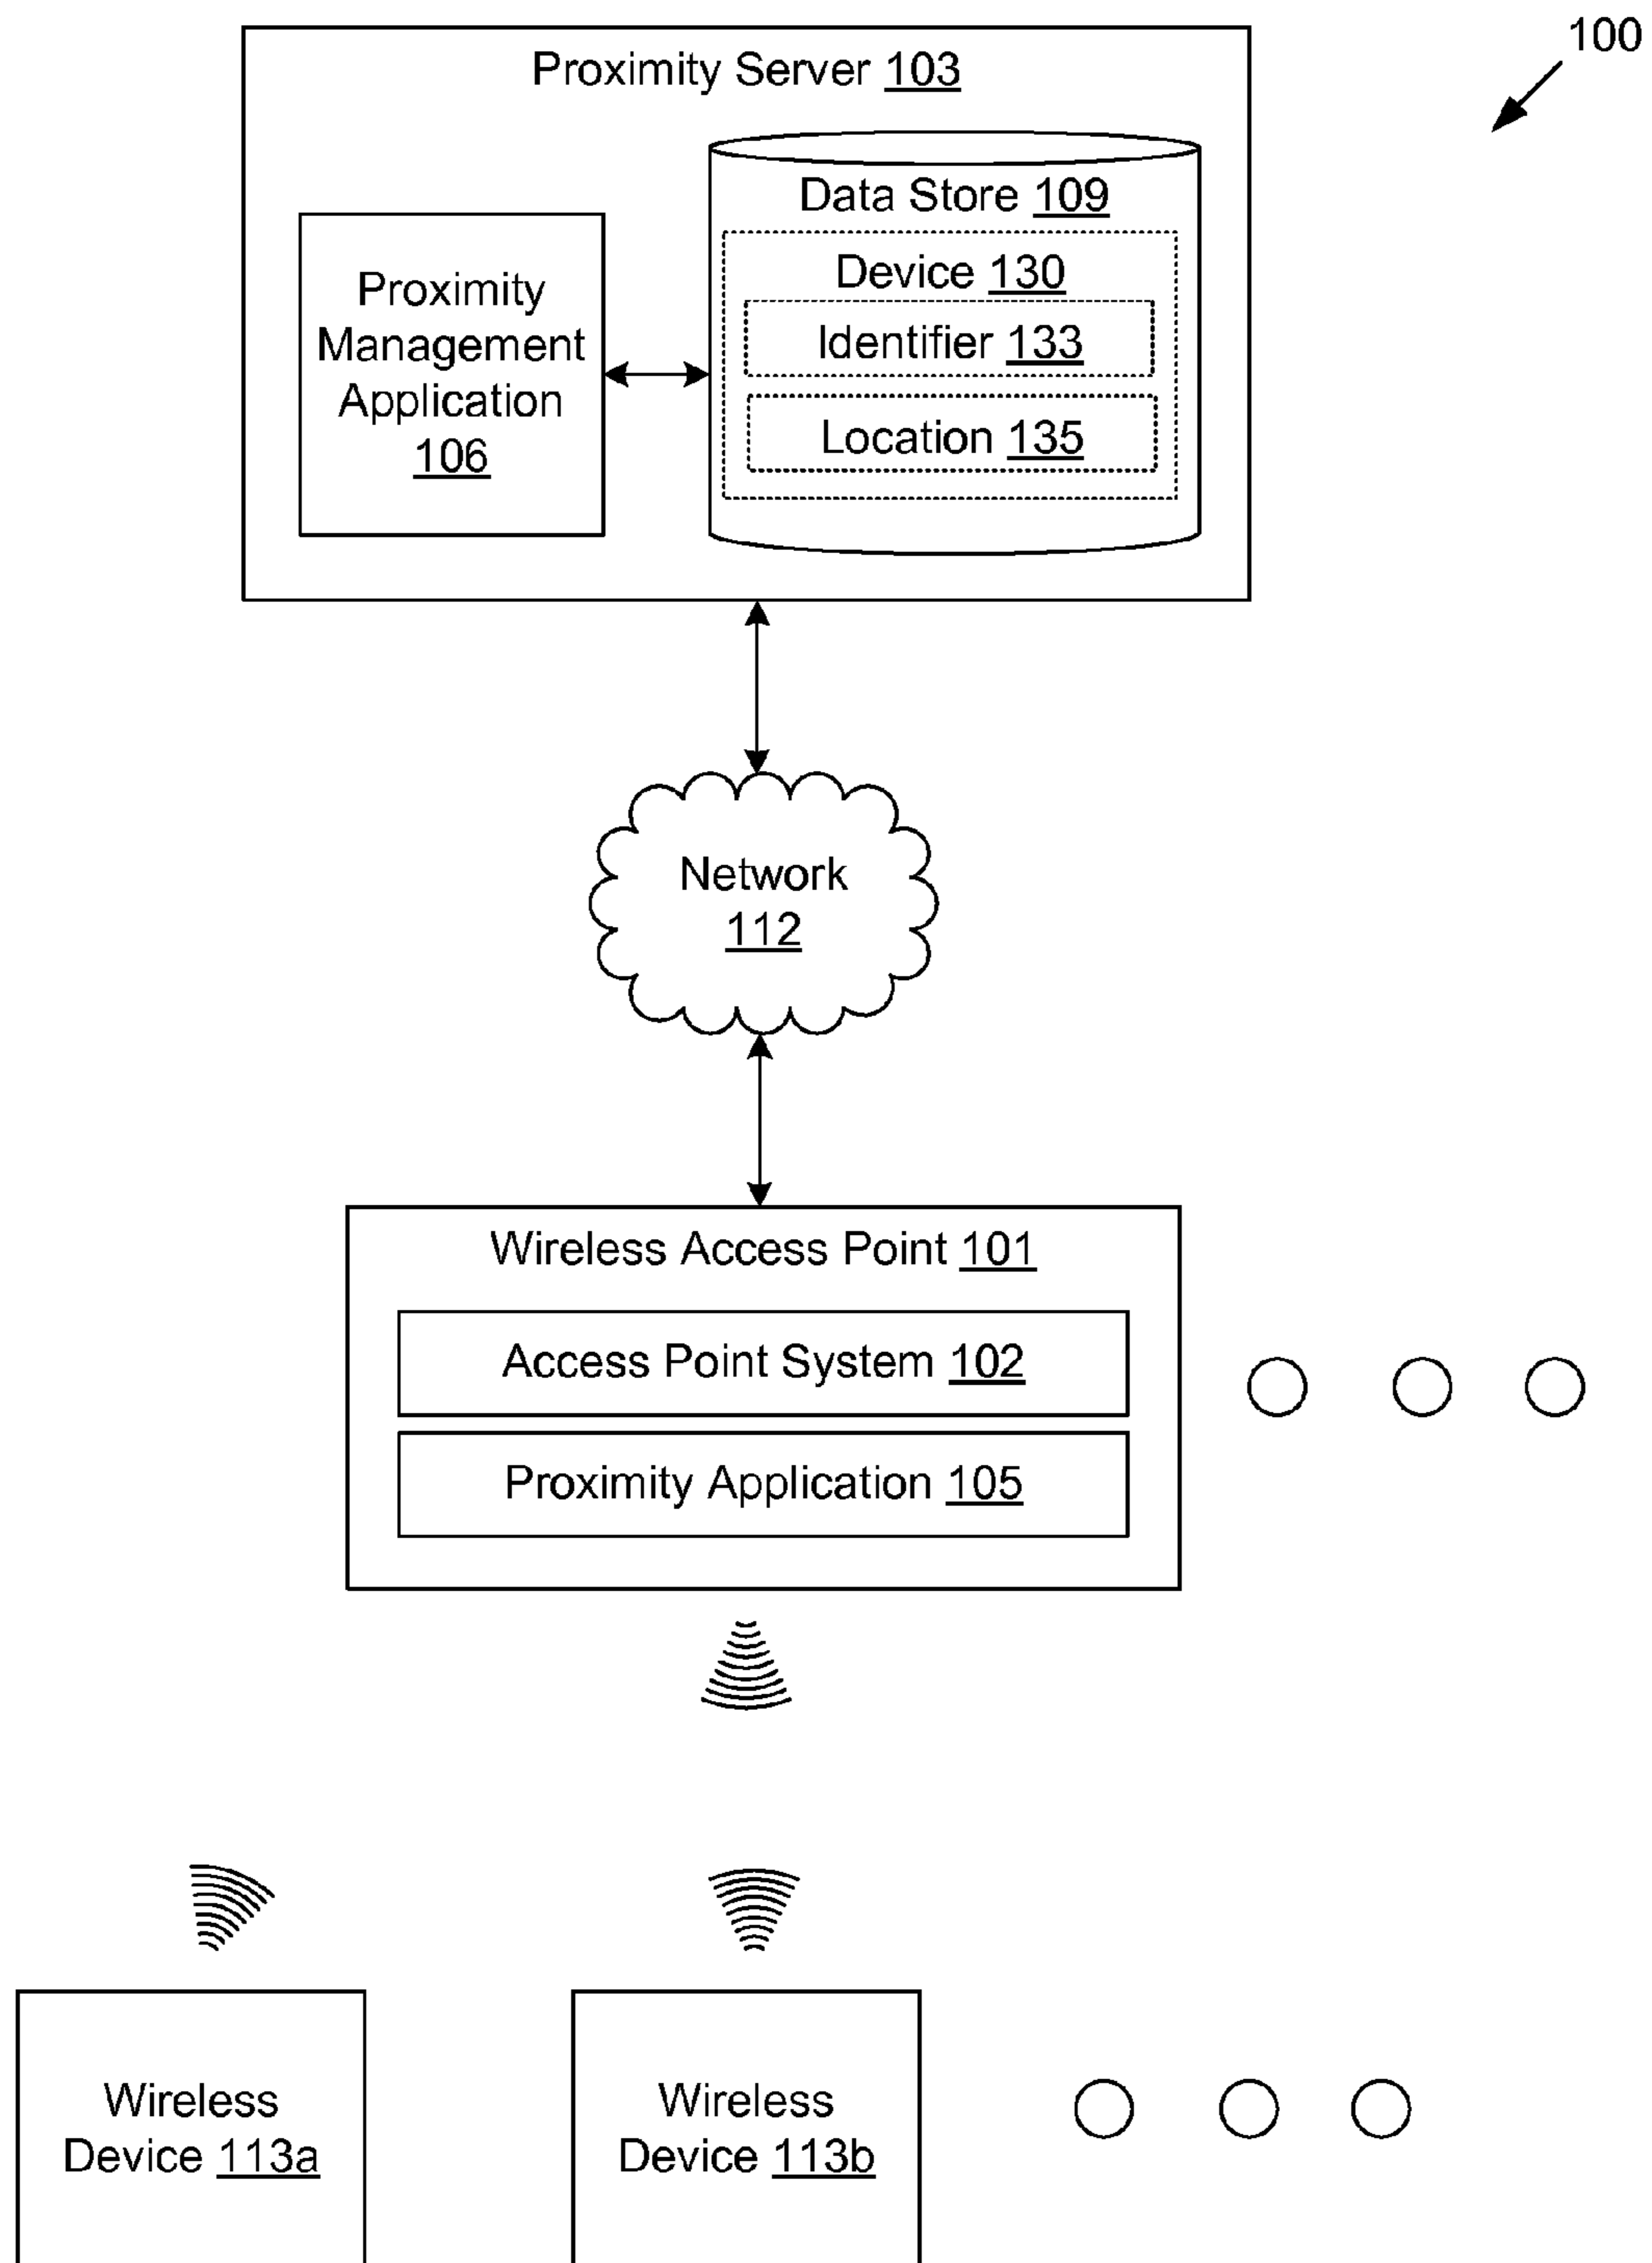 100
Proximity Server 103
Data Store 109
Device 130
Identifier 133
Location 135
Proximity
Management
Application
106
Network
112
Wireless Access Point 101
Access Point System 102
Proximity Application 105
Wireless
Device 113a
Wireless
Device 113b